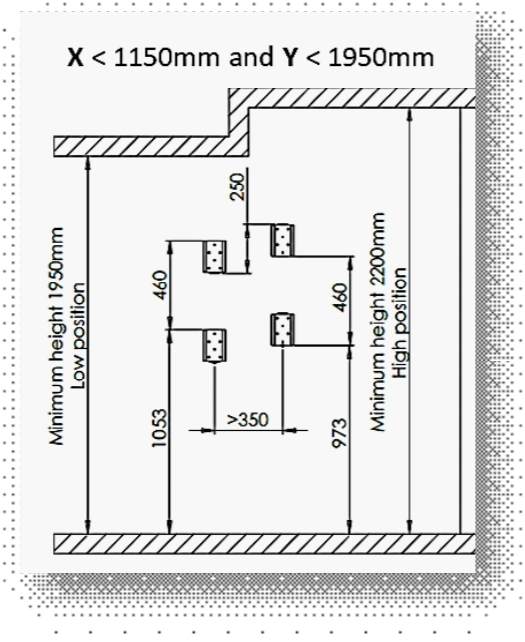 X < 1150mm and Y < 1950mm
250
Minimum height 1950mm
Low position
460
460
Minimum height 2200mm
High position
>350
1053
973